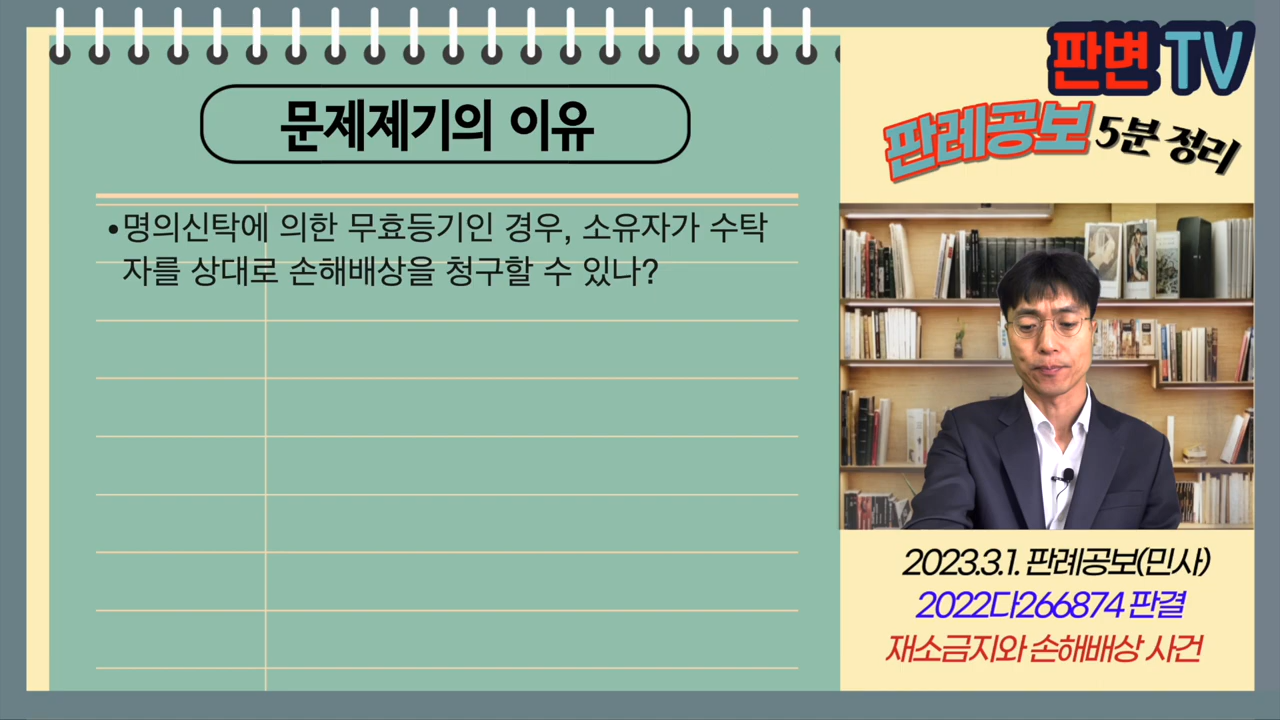 문제제기의 이유
•명의신탁에 의한 무효등기인 경우, 소유자가 수탁
자를 상대로 손해배상을 청구할 수 있나?
판변 TV
판례공보 5분 정리
2023.3.1. 판례공보(민사)
2022다266874 판결
재소금지와 손해배상 사건